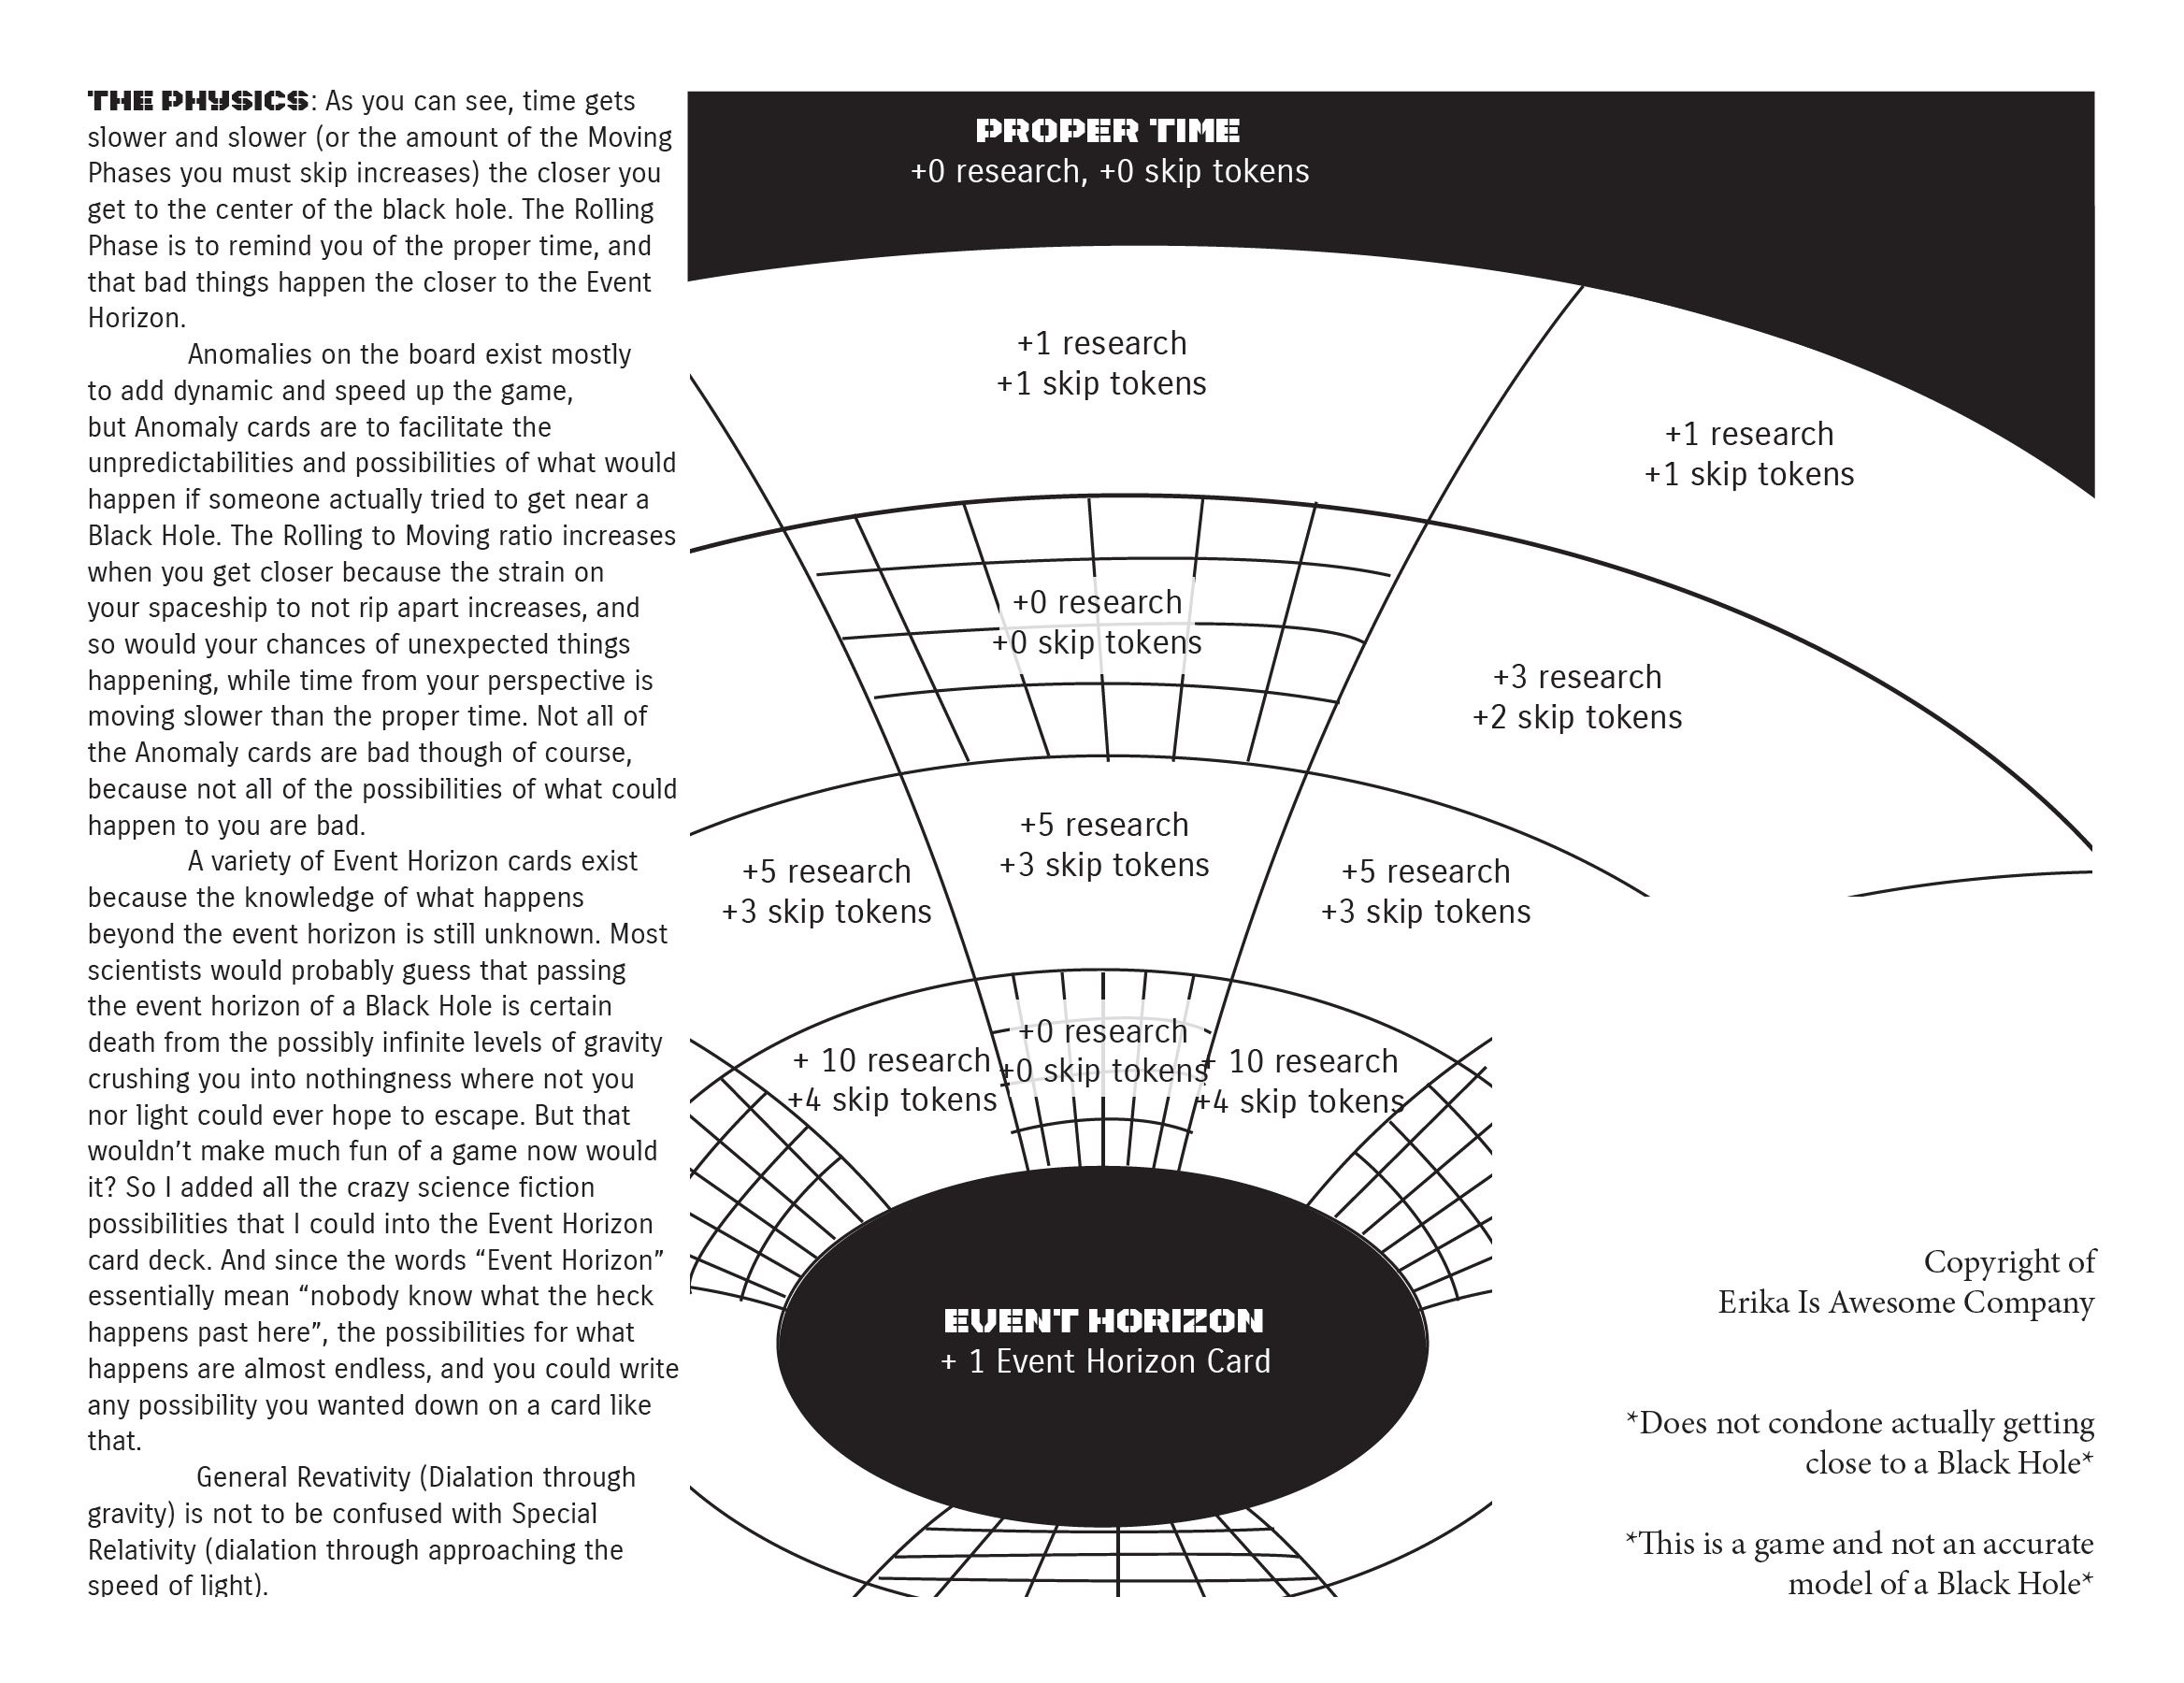 THE PHYSICS: As you can see, time gets
slower and slower (or the amount of the Moving
Phases you must skip increases) the closer you
get to the center of the black hole. The Rolling
Phase is to remind you of the proper time, and
that bad things happen the closer to the Event
Horizon.
Anomalies on the board exist mostly
to add dynamic and speed up the game,
but Anomaly cards are to facilitate the
unpredictabilities and possibilities of what would
happen if someone actually tried to get near a
Black Hole. The Rolling to Moving ratio increases
when you get closer because the strain on
your spaceship to not rip apart increases, and
so would your chances of unexpected things
happening, while time from your perspective is
moving slower than the proper time. Not all of
the Anomaly cards are bad though of course,
because not all of the possibilities of what could
happen to you are bad.
A variety of Event Horizon cards exist
because the knowledge of what happens
beyond the event horizon is still unknown. Most
scientists would probably guess that passing
the event horizon of a Black Hole is certain
death from the possibly infinite levels of gravity
crushing you into nothingness where not you
nor light could ever hope to escape. But that
wouldn’t make much fun of a game now would
it? So I added all the crazy science fiction
possibilities that I could into the Event Horizon
card deck. And since the words “Event Horizon”
essentially mean “nobody know what the heck
happens past here”, the possibilities for what
happens are almost endless, and you could write
any possibility you wanted down on a card like
that.
General Revativity (Dialation through
gravity) is not to be confused with Special
Relativity (dialation through approaching the
speed of light).
PROPER TIME
+0 research, +0 skip tokens
+1 research
+1 skip tokens
+1 research
+1 skip tokens
+0 research
+0 skip tokens
+3 research
+2 skip tokens
+5 research
+3 skip tokens
+5 research
+3 skip tokens
+5 research
+3 skip tokens
+ 10 research
+4 skip tokens
+0 research
+0 skip tokens
+ 10 research
+4 skip tokens
EVENT HORIZON
+ 1 Event Horizon Card
Copyright of
Erika Is Awesome Company
*Does not condone actually getting
close to a Black Hole*
*This is a game and not an accurate
model of a Black Hole*